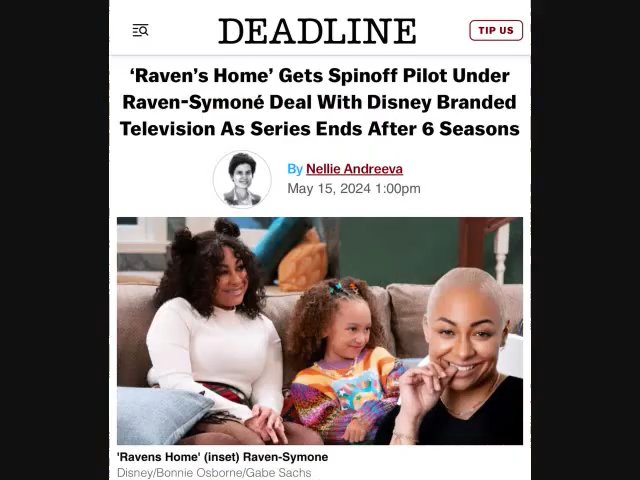 DEADLINE
TIP US
‘Raven’s Home’ Gets Spinoff Pilot Under
Raven-Symoné Deal With Disney Branded
Television As Series Ends After 6 Seasons
By Nellie Andreeva
May 15, 2024 1:00pm
'Ravens Home' (inset) Raven-Symone
Disney/Bonnie Osborne/Gabe Sachs